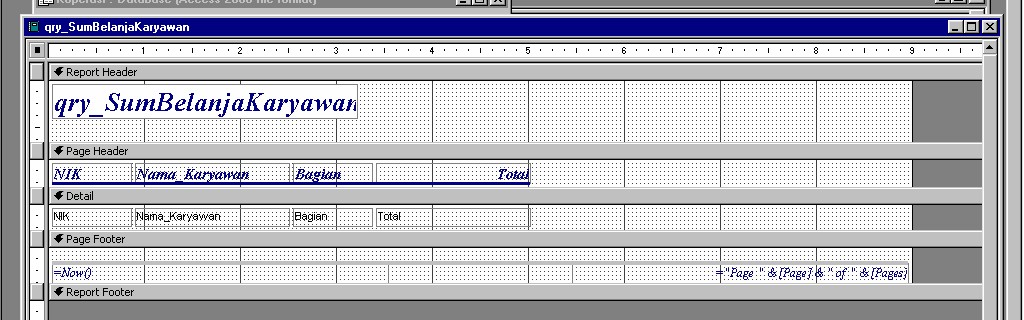 Koperasi : Database (Access 2000 file format)
qry_SumBelanjaKaryawan
1 2 3 4 5 6 7 8
Report Header
qry_SumBelanjaKaryawan
Page Header
NIK Nama_Karyawan Bagian Total
Detail
NIK Nama_Karyawan Bagian Total
Page Footer
=Now() ="Page " & [Page] & " of " & [Pages]
Report Footer